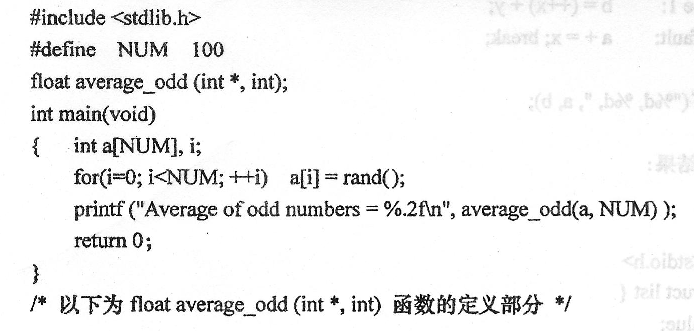 #include <stdlib.h>
#define NUM 100
float average_odd (int *, int);
int main(void)
{ int a[NUM], i;
for(i=0; i<NUM; ++i) a[i] = rand();
printf ("Average of odd numbers = %.2f\n", average_odd(a, NUM) );
return 0;
}
/* 以下为 float average_odd (int *, int) 函数的定义部分 */